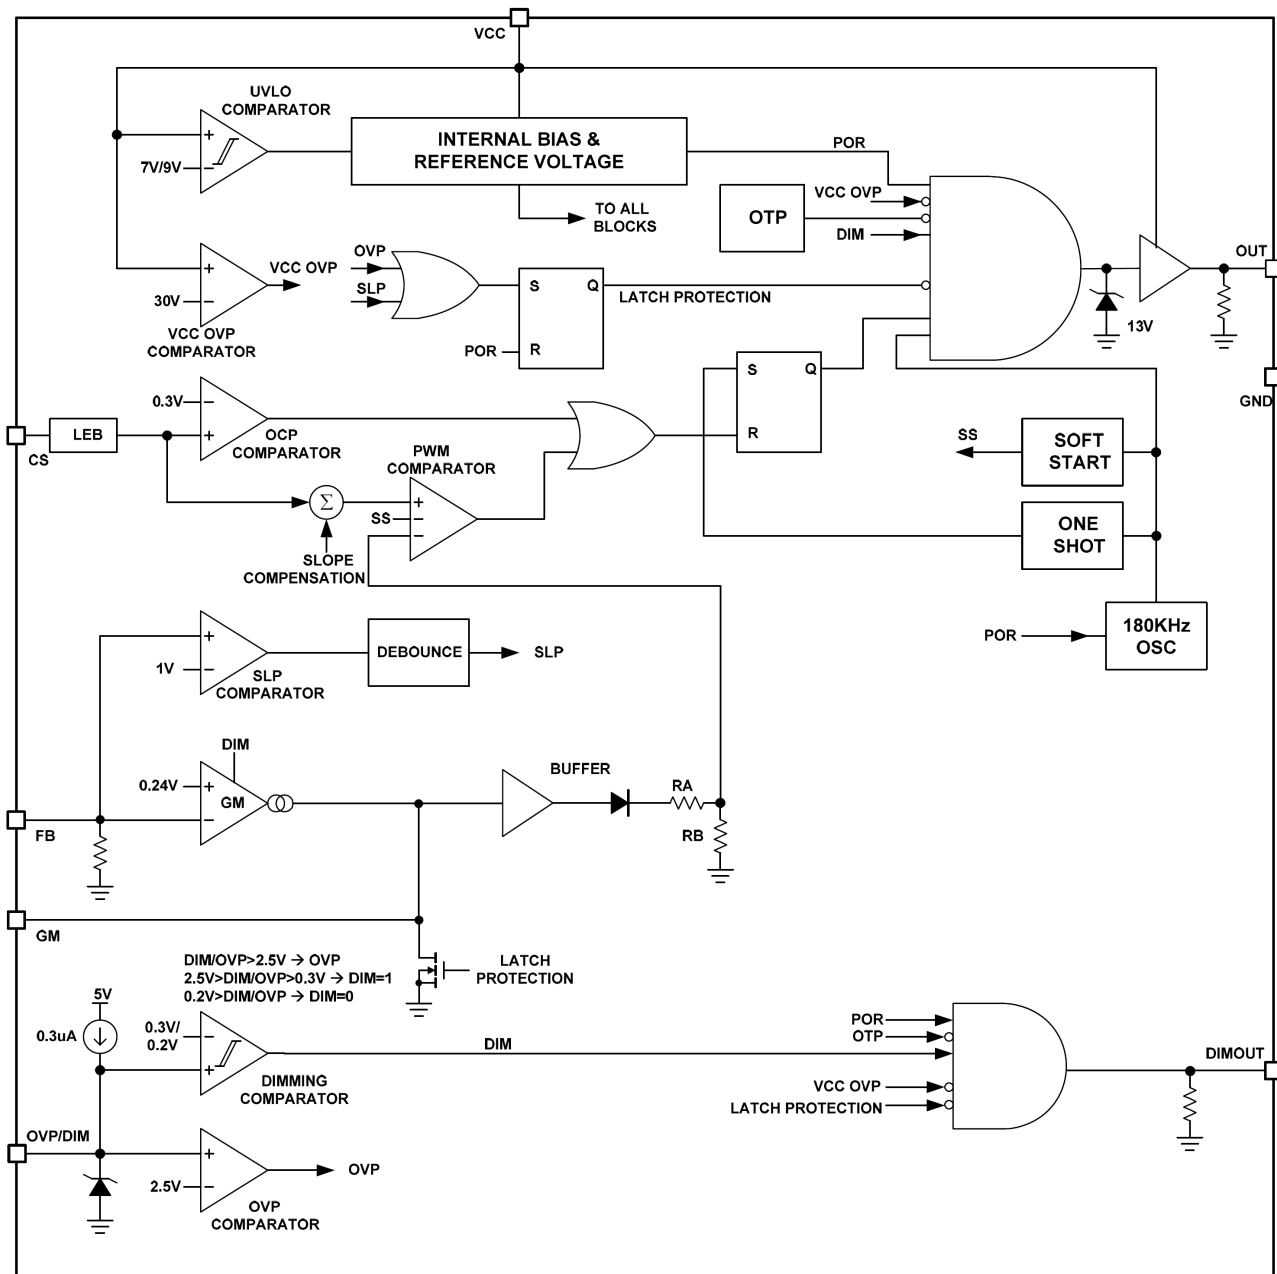 VCC
UVLO
COMPARATOR
7V/9V
+
−
INTERNAL BIAS &
REFERENCE VOLTAGE
POR
TO ALL
BLOCKS
OTP
VCC OVP
DIM
OUT
13V
GND
+
−
30V
VCC OVP
VCC OVP
COMPARATOR
OVP
SLP
S
Q
R
POR
LATCH PROTECTION
0.3V
−
+
OCP
COMPARATOR
LEB
CS
PWM
COMPARATOR
Σ
+
SS
−
−
SLOPE
COMPENSATION
S
Q
R
SS
SOFT
START
ONE
SHOT
POR
180KHz
OSC
+
1V
−
SLP
COMPARATOR
DEBOUNCE
SLP
DIM
0.24V
+
GM
−
FB
BUFFER
RA
RB
GM
DIM/OVP>2.5V → OVP
2.5V>DIM/OVP>0.3V → DIM=1
0.2V>DIM/OVP → DIM=0
LATCH
PROTECTION
5V
0.3uA
0.3V/
0.2V
−
+
DIMMING
COMPARATOR
DIM
POR
OTP
VCC OVP
LATCH PROTECTION
DIMOUT
OVP/DIM
+
2.5V
−
OVP
OVP
COMPARATOR